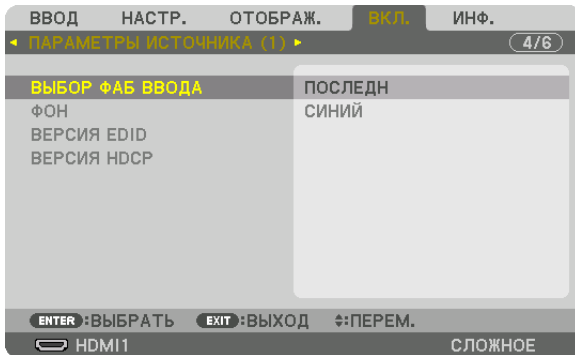 ВВОД НАСТР. ОТОБРАЖ. ВКЛ. ИНФ.
ПАРАМЕТРЫ ИСТОЧНИКА (1) 4/6
ВЫБОР ФАБ ВВОДА ПОСЛЕДН
ФОН СИНИЙ
ВЕРСИЯ EDID
ВЕРСИЯ HDCP
ENTER :ВЫБРАТЬ EXIT :ВЫХОД :ПЕРЕМ.
HDMI1 СЛОЖНОЕ